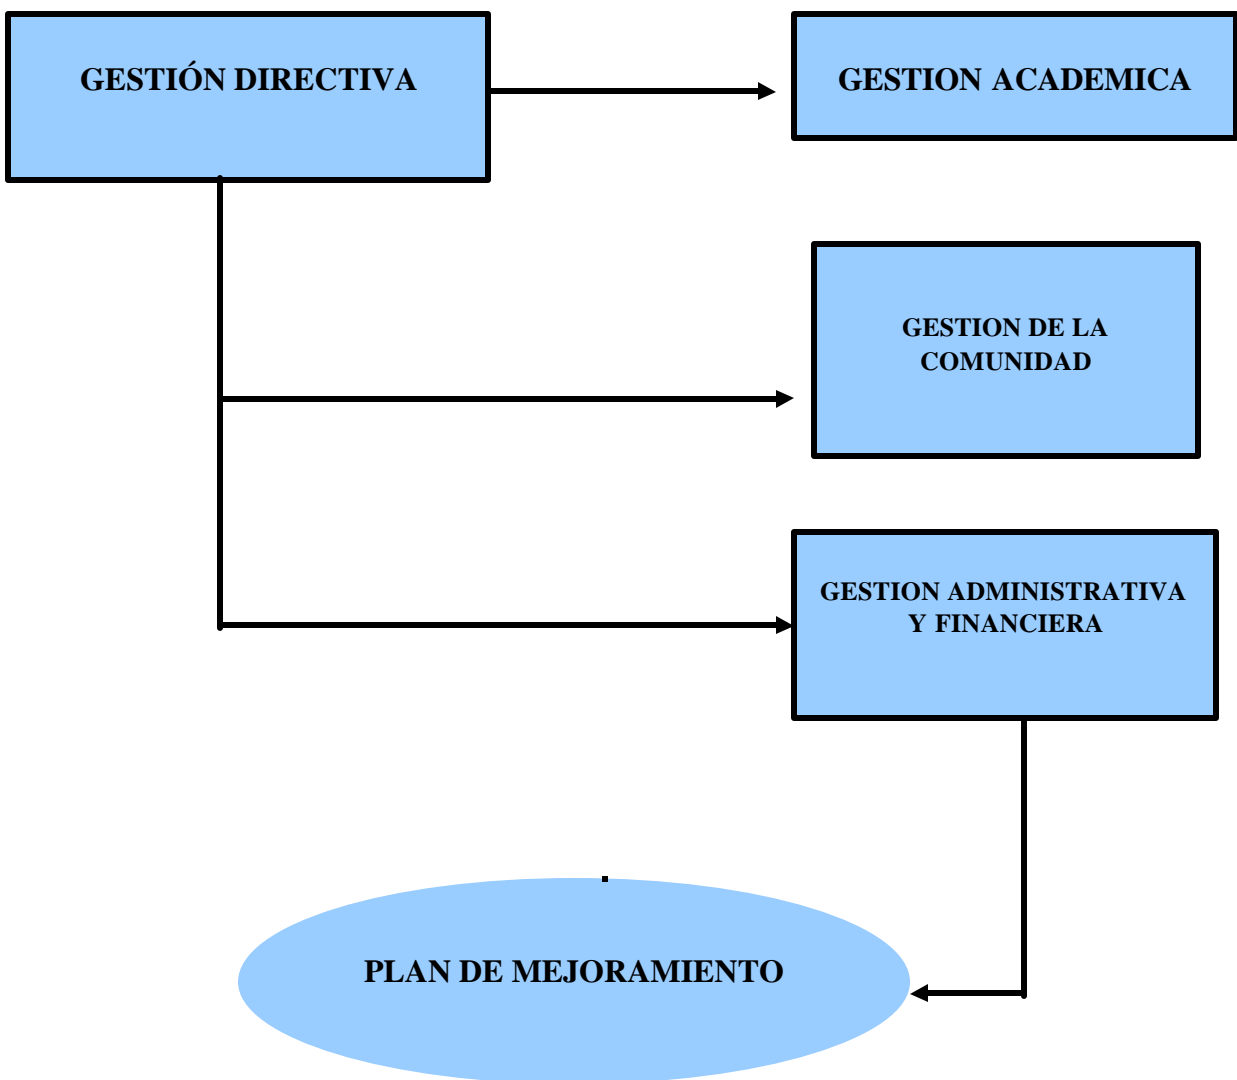 GESTIÓN DIRECTIVA
GESTION ACADEMICA
GESTION DE LA
COMUNIDAD
GESTION ADMINISTRATIVA
Y FINANCIERA
PLAN DE MEJORAMIENTO